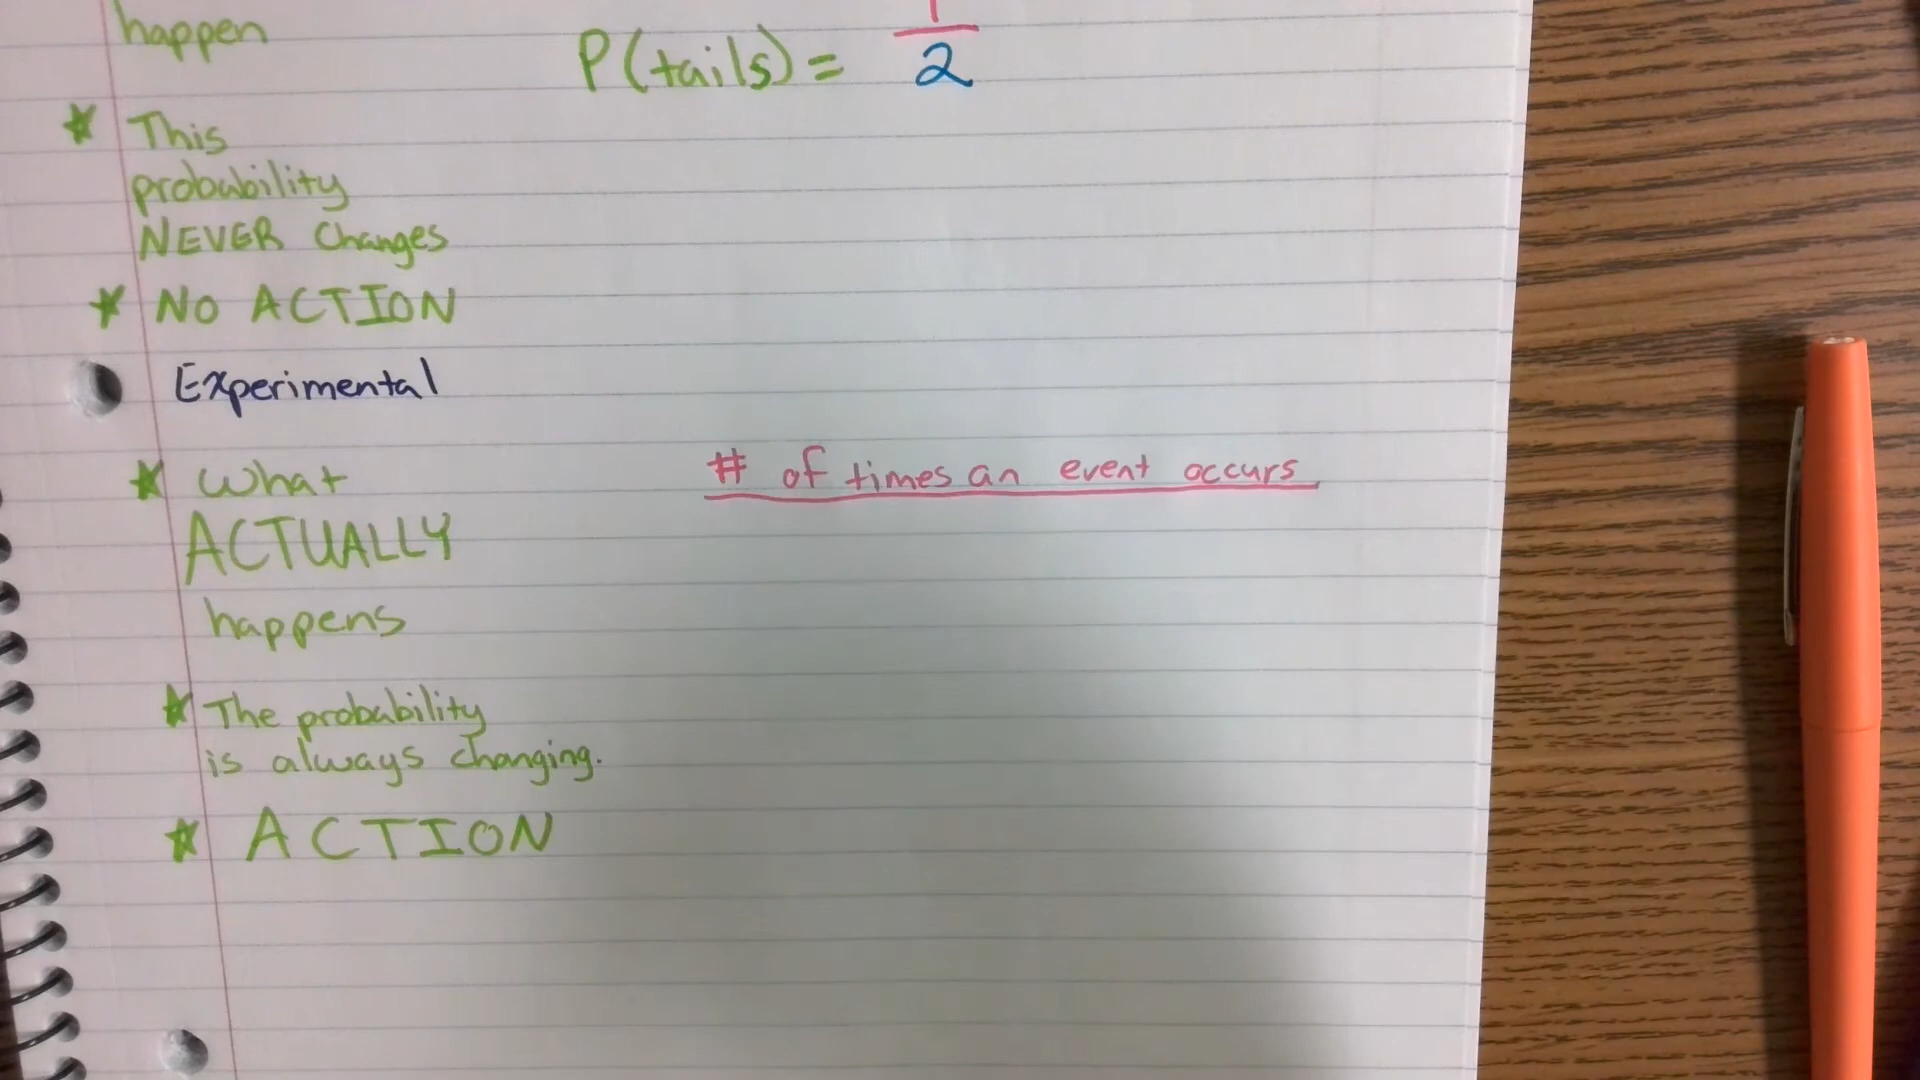 happen
P(tails) = 1/2
* This
probability
NEVER Changes
* NO ACTION
Experimental
* What
ACTUALLY
happens
# of times an event occurs
* The probability
is always changing.
* ACTION